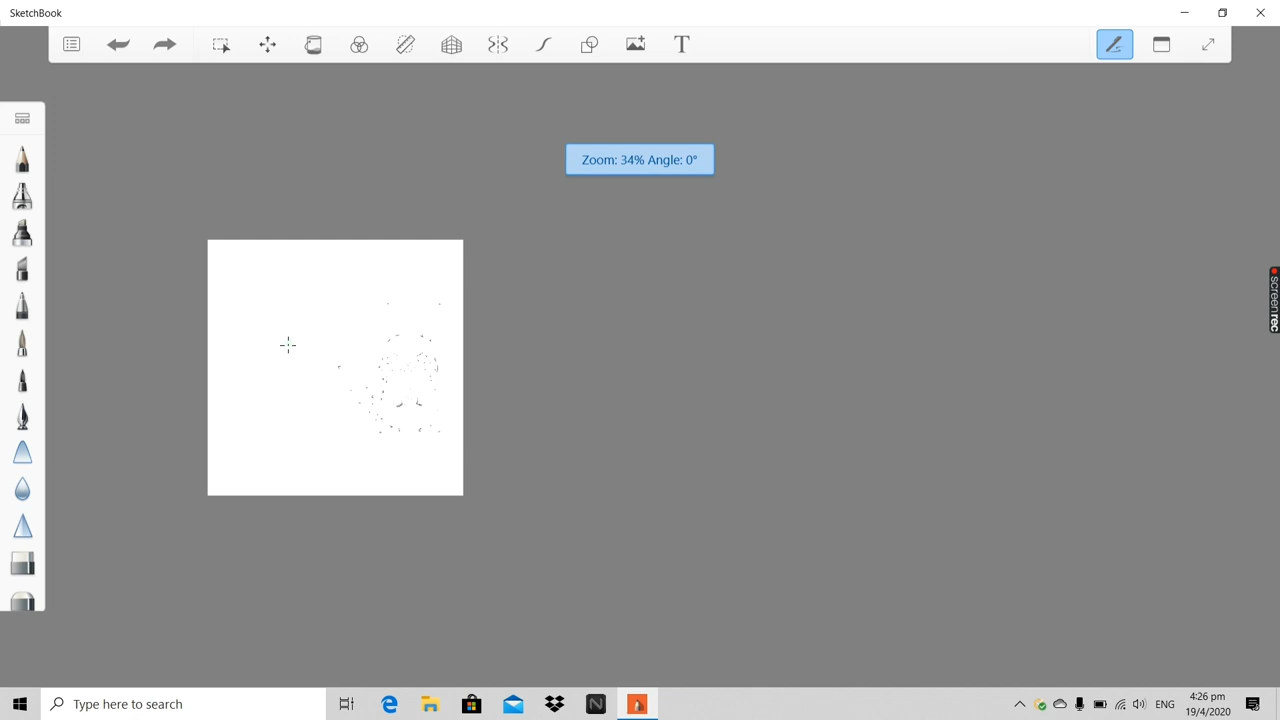 SketchBook
T
Zoom: 34% Angle: 0°
screenrec
Type here to search
N
ENG
4:26 pm
19/4/2020